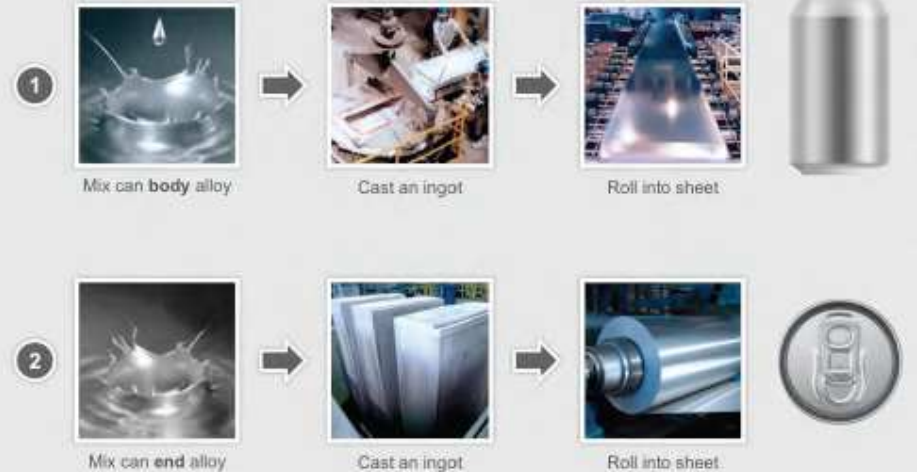 1
Mix can body alloy
Cast an ingot
Roll into sheet
2
Mix can end alloy
Cast an ingot
Roll into sheet